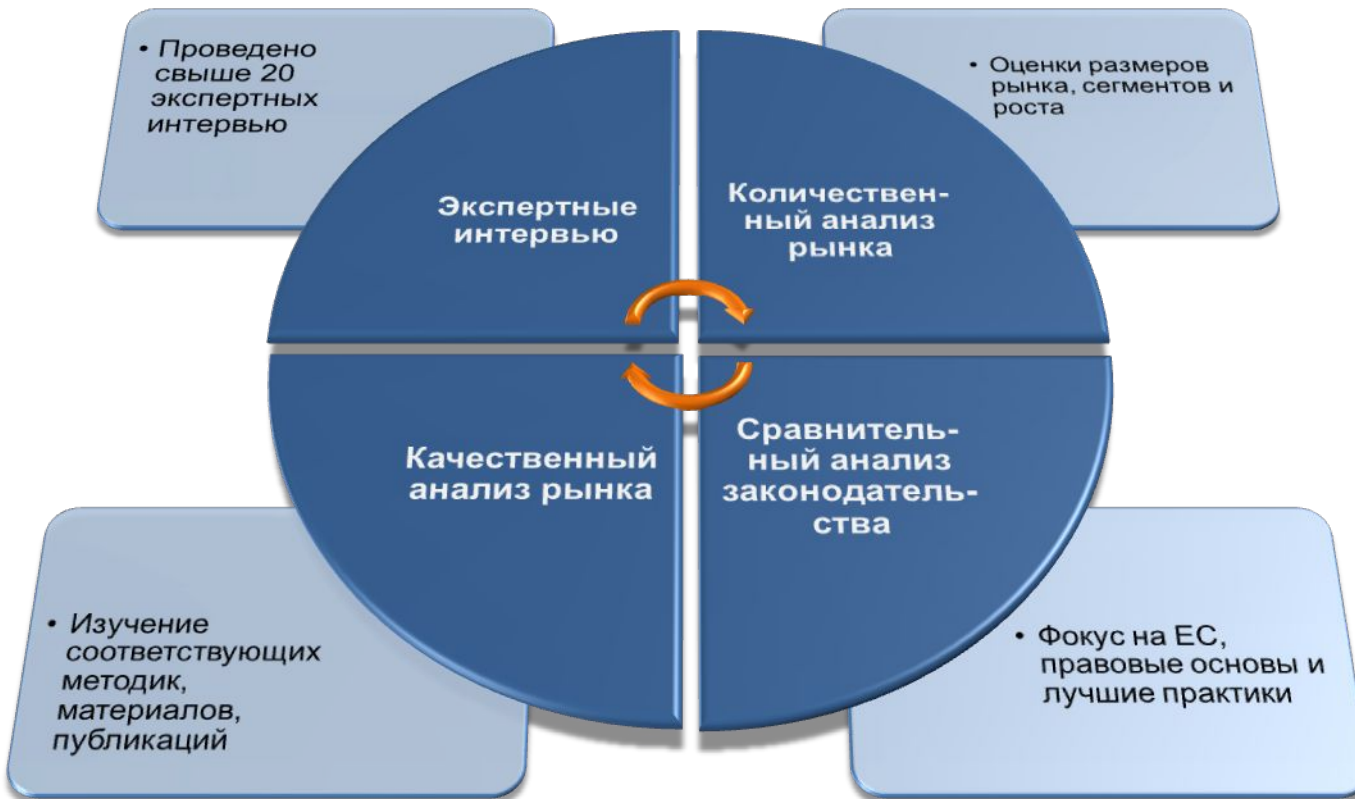 • Проведено
свыше 20
экспертных
интервью
• Оценки размеров
рынка, сегментов и
роста
Экспертные
интервью
Количествен-
ный анализ
рынка
Качественный
анализ рынка
Сравнитель-
ный анализ
законодатель-
ства
• Изучение
соответствующих
методик,
материалов,
публикаций
• Фокус на ЕС,
правовые основы и
лучшие практики